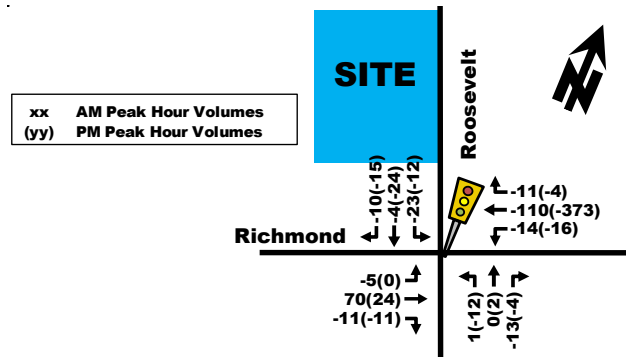 SITE
Roosevelt
N
xx AM Peak Hour Volumes
(yy) PM Peak Hour Volumes
-10(-15)
-4(-24)
-23(-12)
-11(-4)
-110(-373)
-14(-16)
Richmond
-5(0)
70(24)
-11(-11)
1(-12)
0(2)
-13(-4)